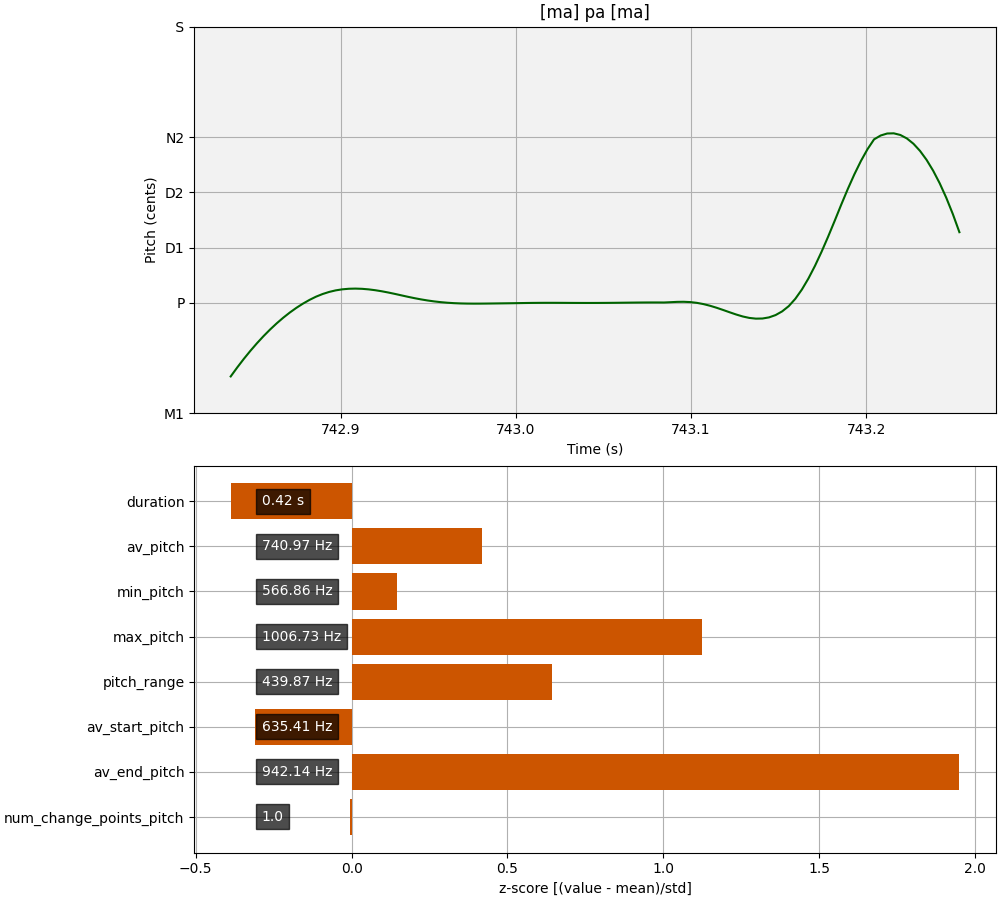 [ma] pa [ma]
S
N2
D2
D1
P
M1
Pitch (cents)
742.9 743.0 743.1 743.2
Time (s)
duration 0.42 s
av_pitch 740.97 Hz
min_pitch 566.86 Hz
max_pitch 1006.73 Hz
pitch_range 439.87 Hz
av_start_pitch 635.41 Hz
av_end_pitch 942.14 Hz
num_change_points_pitch 1.0
−0.5 0.0 0.5 1.0 1.5 2.0
z-score [(value - mean)/std]